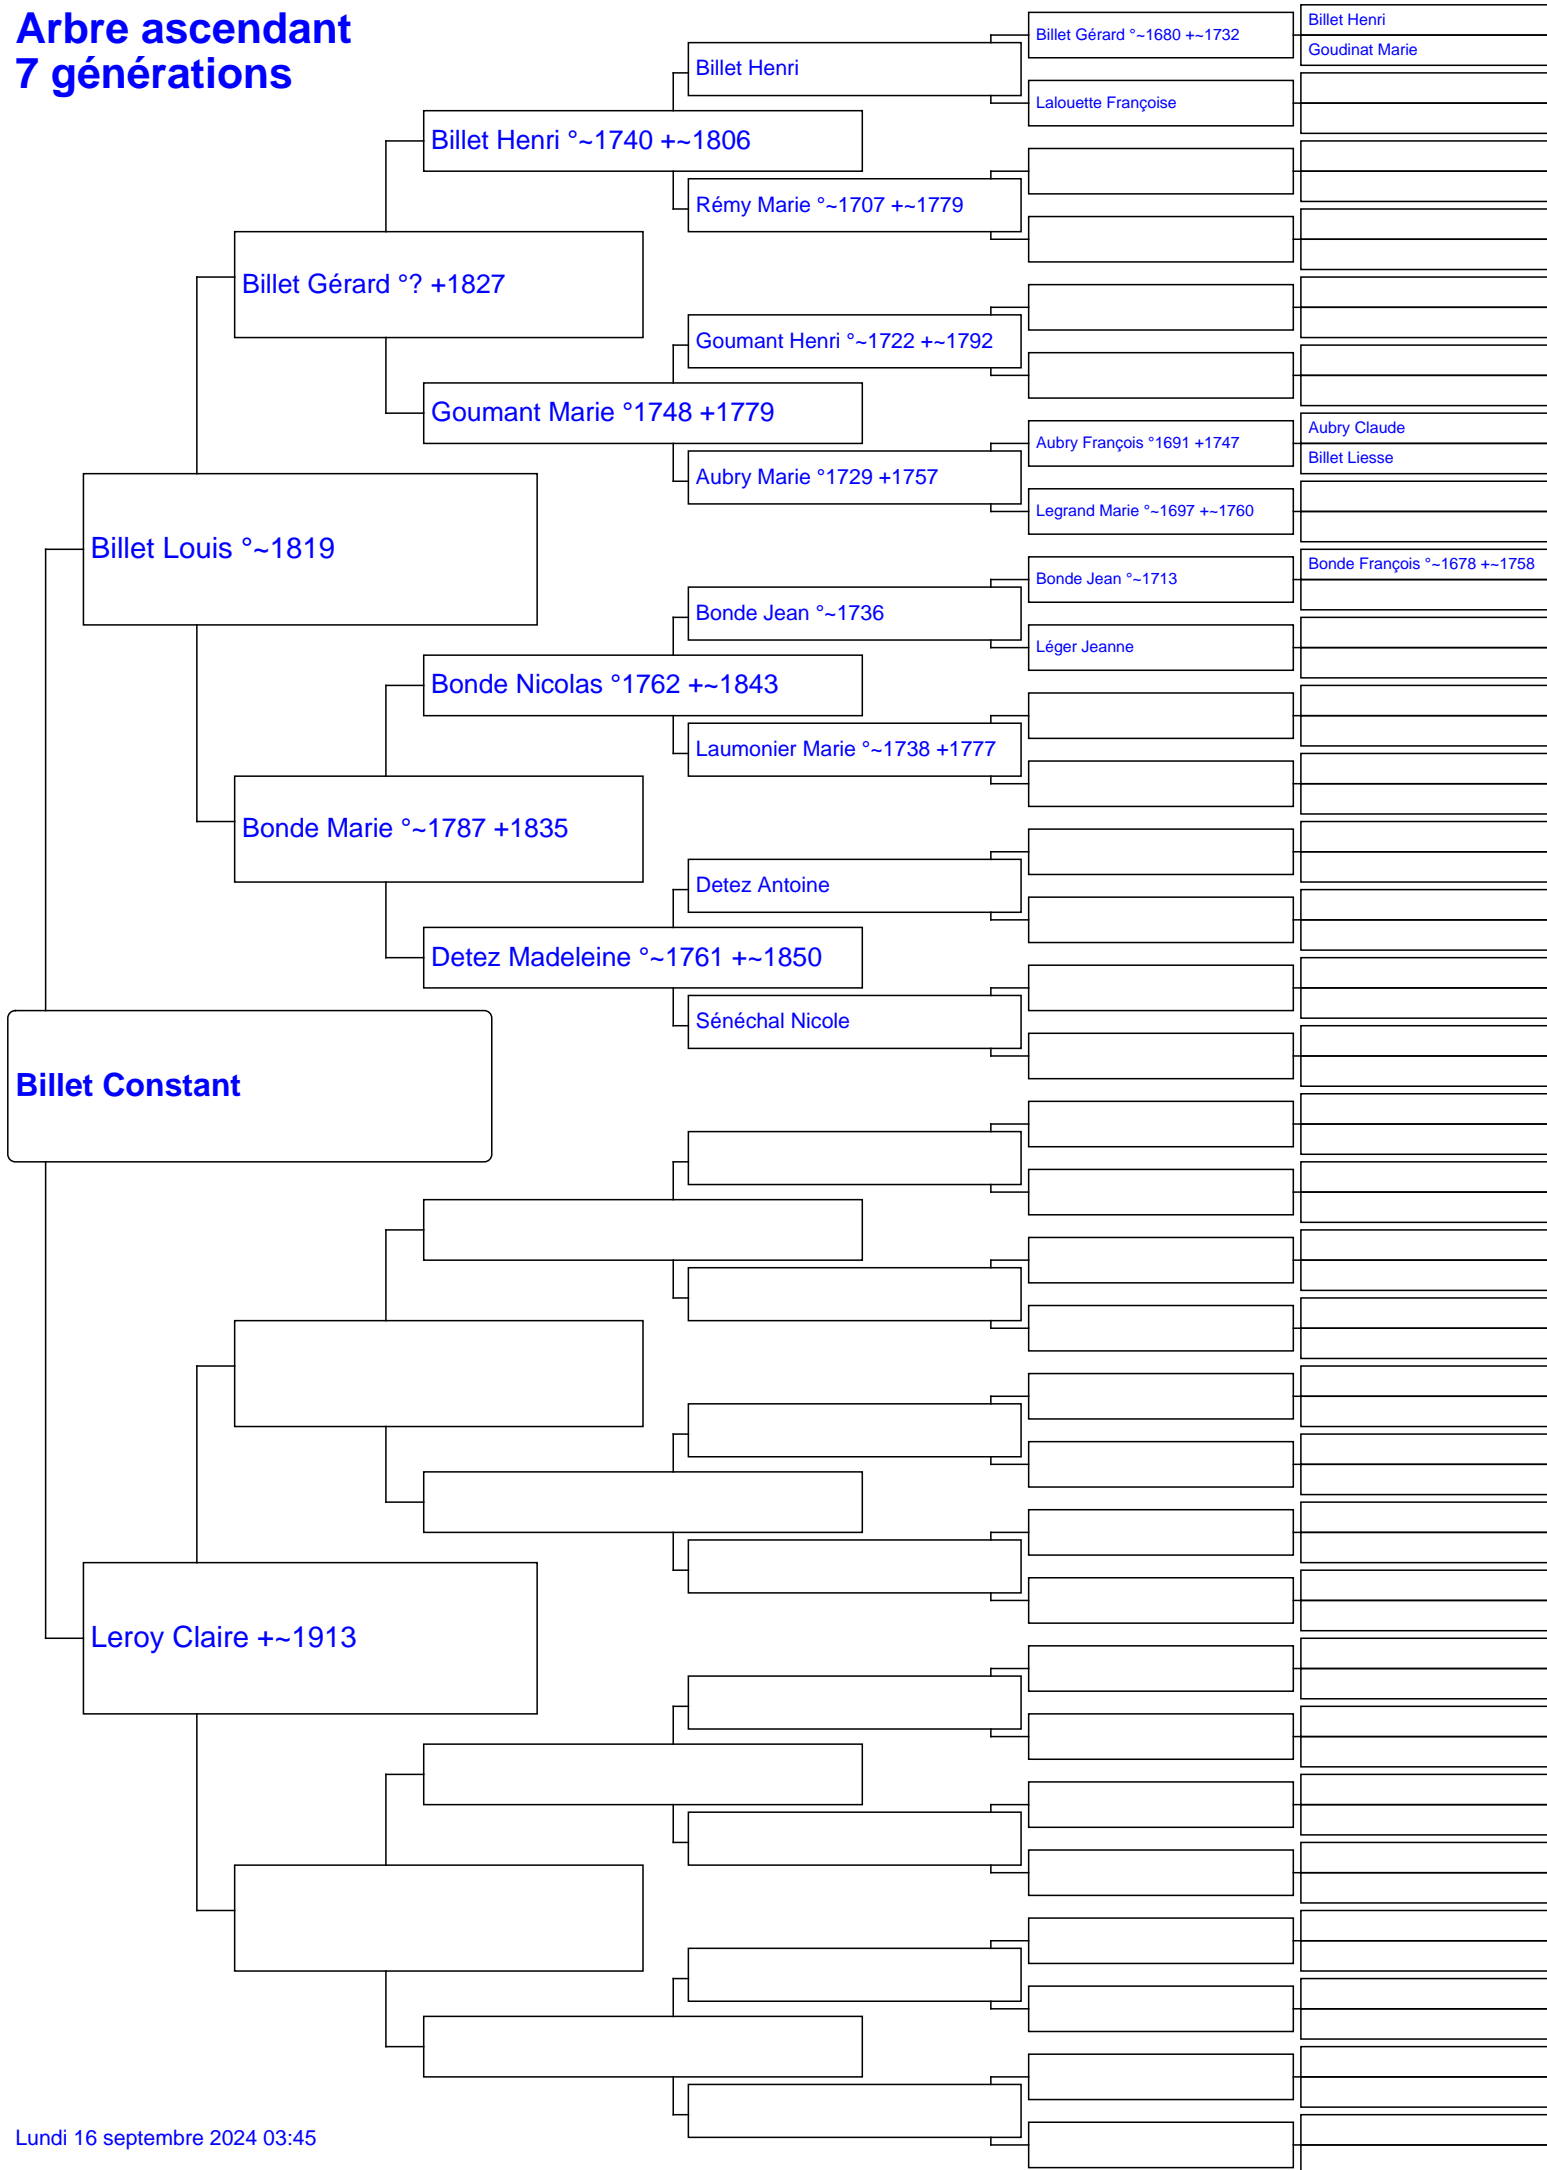 Arbre ascendant
7 générations
Billet Henri
Billet Gérard °~1680 +~1732
Goudinat Marie
Billet Henri
Lalouette Françoise
Billet Henri °~1740 +~1806
Rémy Marie °~1707 +~1779
Billet Gérard °? +1827
Goumant Henri °~1722 +~1792
Goumant Marie °1748 +1779
Aubry Claude
Aubry François °1691 +1747
Billet Liesse
Aubry Marie °1729 +1757
Legrand Marie °~1697 +~1760
Billet Louis °~1819
Bonde François °~1678 +~1758
Bonde Jean °~1713
Bonde Jean °~1736
Léger Jeanne
Bonde Nicolas °1762 +~1843
Laumonier Marie °~1738 +1777
Bonde Marie °~1787 +1835
Detez Antoine
Detez Madeleine °~1761 +~1850
Sénéchal Nicole
Billet Constant
Leroy Claire +~1913
Lundi 16 septembre 2024 03:45